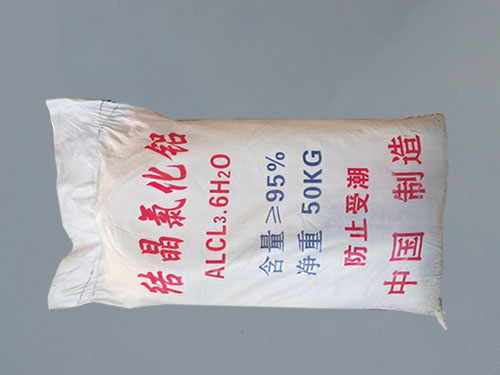 结晶氯化铝
ALCL3.6H2O
含量≥95%
净重 50KG
防止受潮
中国 制造